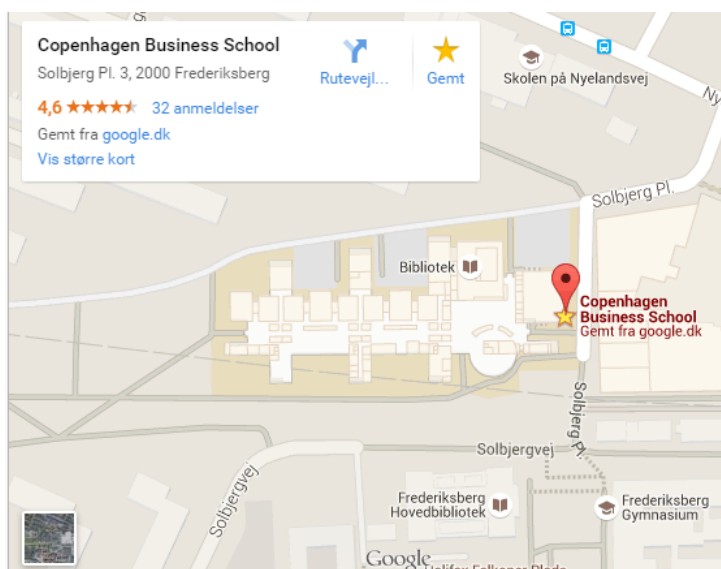 Copenhagen Business School
Solbjerg Pl. 3, 2000 Frederiksberg
4,6
32 anmeldelser
Gemt fra google.dk
Vis større kort
Rutevejl...
Gemt
Skolen på Nyelandsvej
Ny
Solbjerg Pl.
Bibliotek
Copenhagen
Business School
Gemt fra google.dk
Solbjerg Pl.
Solbjergvej
Solbjergvej
Frederiksberg
Hovedbibliotek
Frederiksberg
Gymnasium
Google